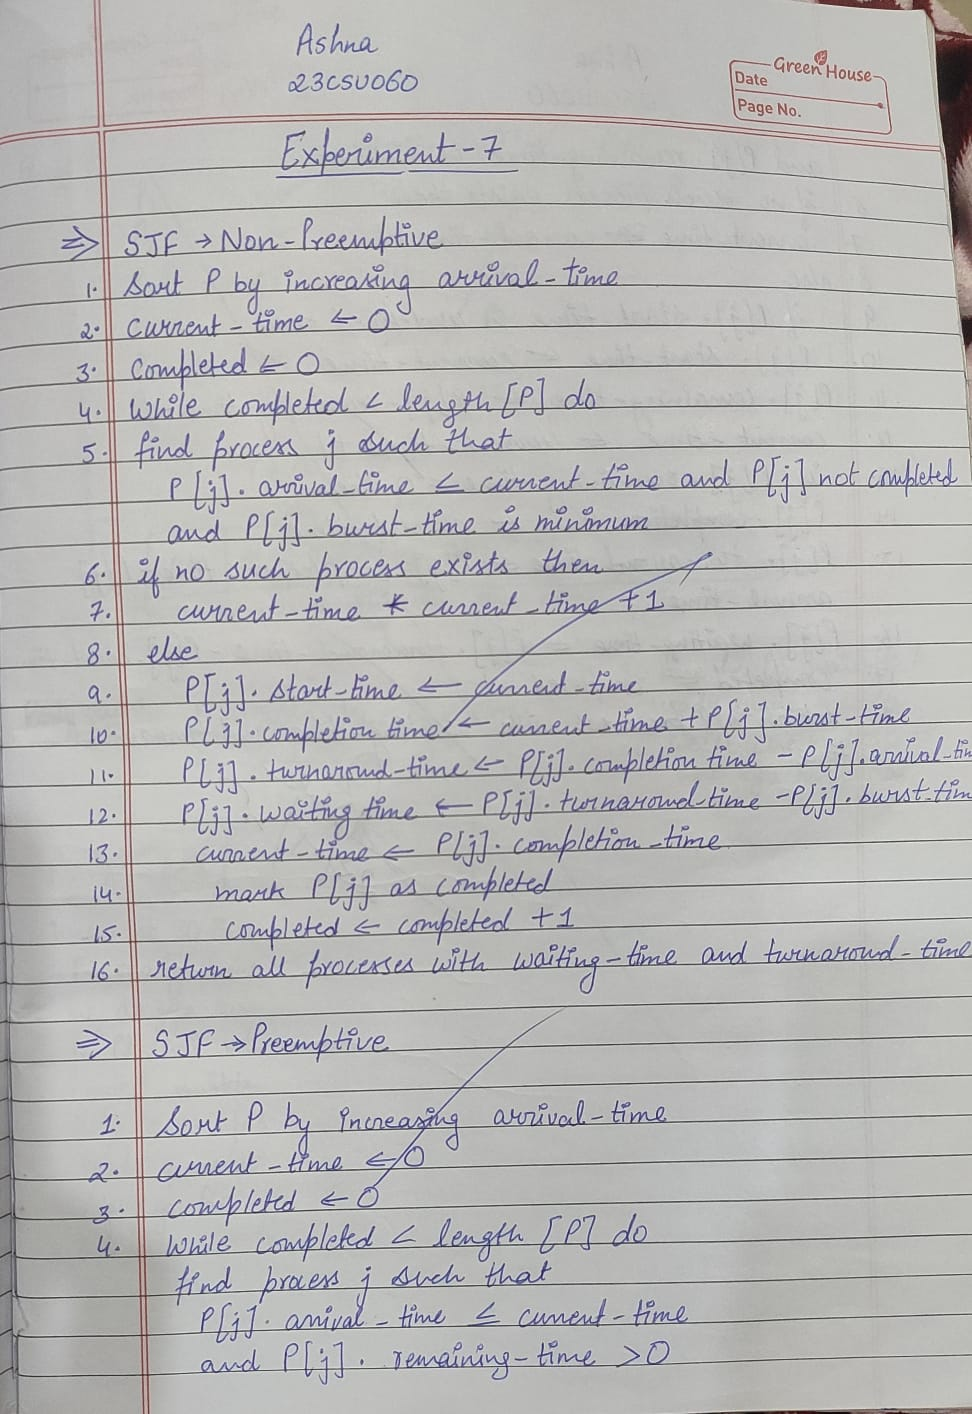 Ashna
23CSU060
Green House
Date
Page No.
Experiment - 7
⇒ SJF → Non-Preemptive
1. Sort P by increasing arrival-time
2. current-time ← 0
3. completed ← 0
4. While completed < length [P] do
5. find process j such that
P[j]. arrival-time ≤ current-time and P[j] not completed
and P[j]. burst-time is minimum
6. if no such process exists then
7. current-time ← current-time + 1
8. else
9. P[j]. start-time ← current-time
10. P[j]. completion time ← current-time + P[j]. burst-time
11. P[j]. turnaround-time ← P[j]. completion time - P[j]. arrival-tim
12. P[j]. waiting time ← P[j]. turnaround-time - P[j]. burst-tim
13. current-time ← P[j]. completion-time
14. mark P[j] as completed
15. completed ← completed + 1
16. return all processes with waiting-time and turnaround-time
⇒ SJF → Preemptive
1. Sort P by increasing arrival-time
2. current-time ← 0
3. completed ← 0
4. While completed < length [P] do
find process j such that
P[j]. arrival-time ≤ current-time
and P[j]. remaining-time > 0